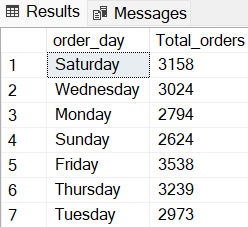 Results Messages
order_day Total_orders
1 Saturday 3158
2 Wednesday 3024
3 Monday 2794
4 Sunday 2624
5 Friday 3538
6 Thursday 3239
7 Tuesday 2973